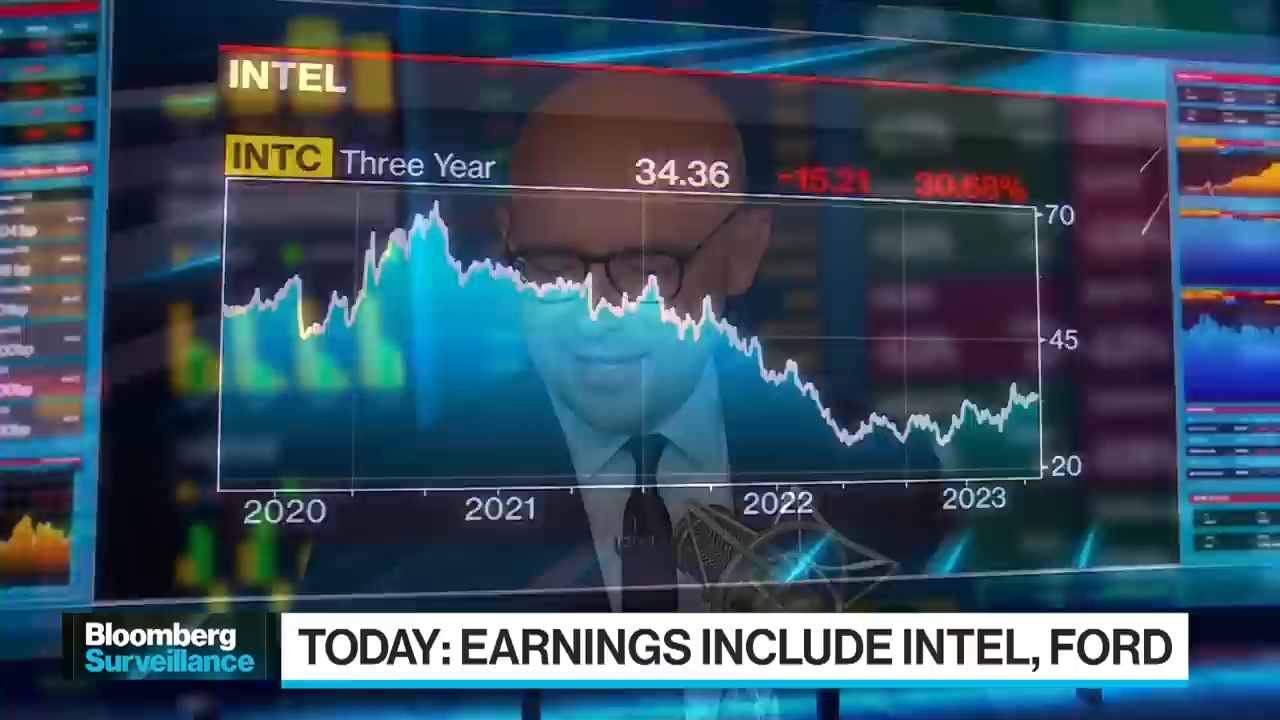 INTEL
INTC Three Year 34.36 -15.21 30.68%
70
45
20
2020 2021 2022 2023
Bloomberg
Surveillance
TODAY: EARNINGS INCLUDE INTEL, FORD